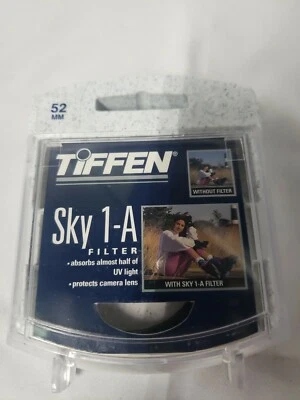 52
MM
TIFFEN®
WITHOUT FILTER
Sky 1-A
FILTER
• absorbs almost half of
UV light
• protects camera lens
WITH SKY 1-A FILTER